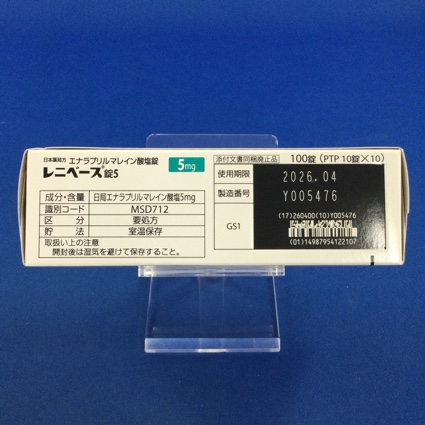 日本薬局方 エナラプリルマレイン酸塩錠
レニベース®錠5
5mg
成分・含量 日局エナラプリルマレイン酸塩5mg
識別コード MSD712
区分 要処方
貯法 室温保存
取扱い上の注意
開封後は湿気を避けて保存すること。
添付文書同梱廃止品 100錠 (PTP 10錠×10)
使用期限 2026.04
製造番号 Y005476
GS1
(17)260400(10)Y005476
(01)14987954122107